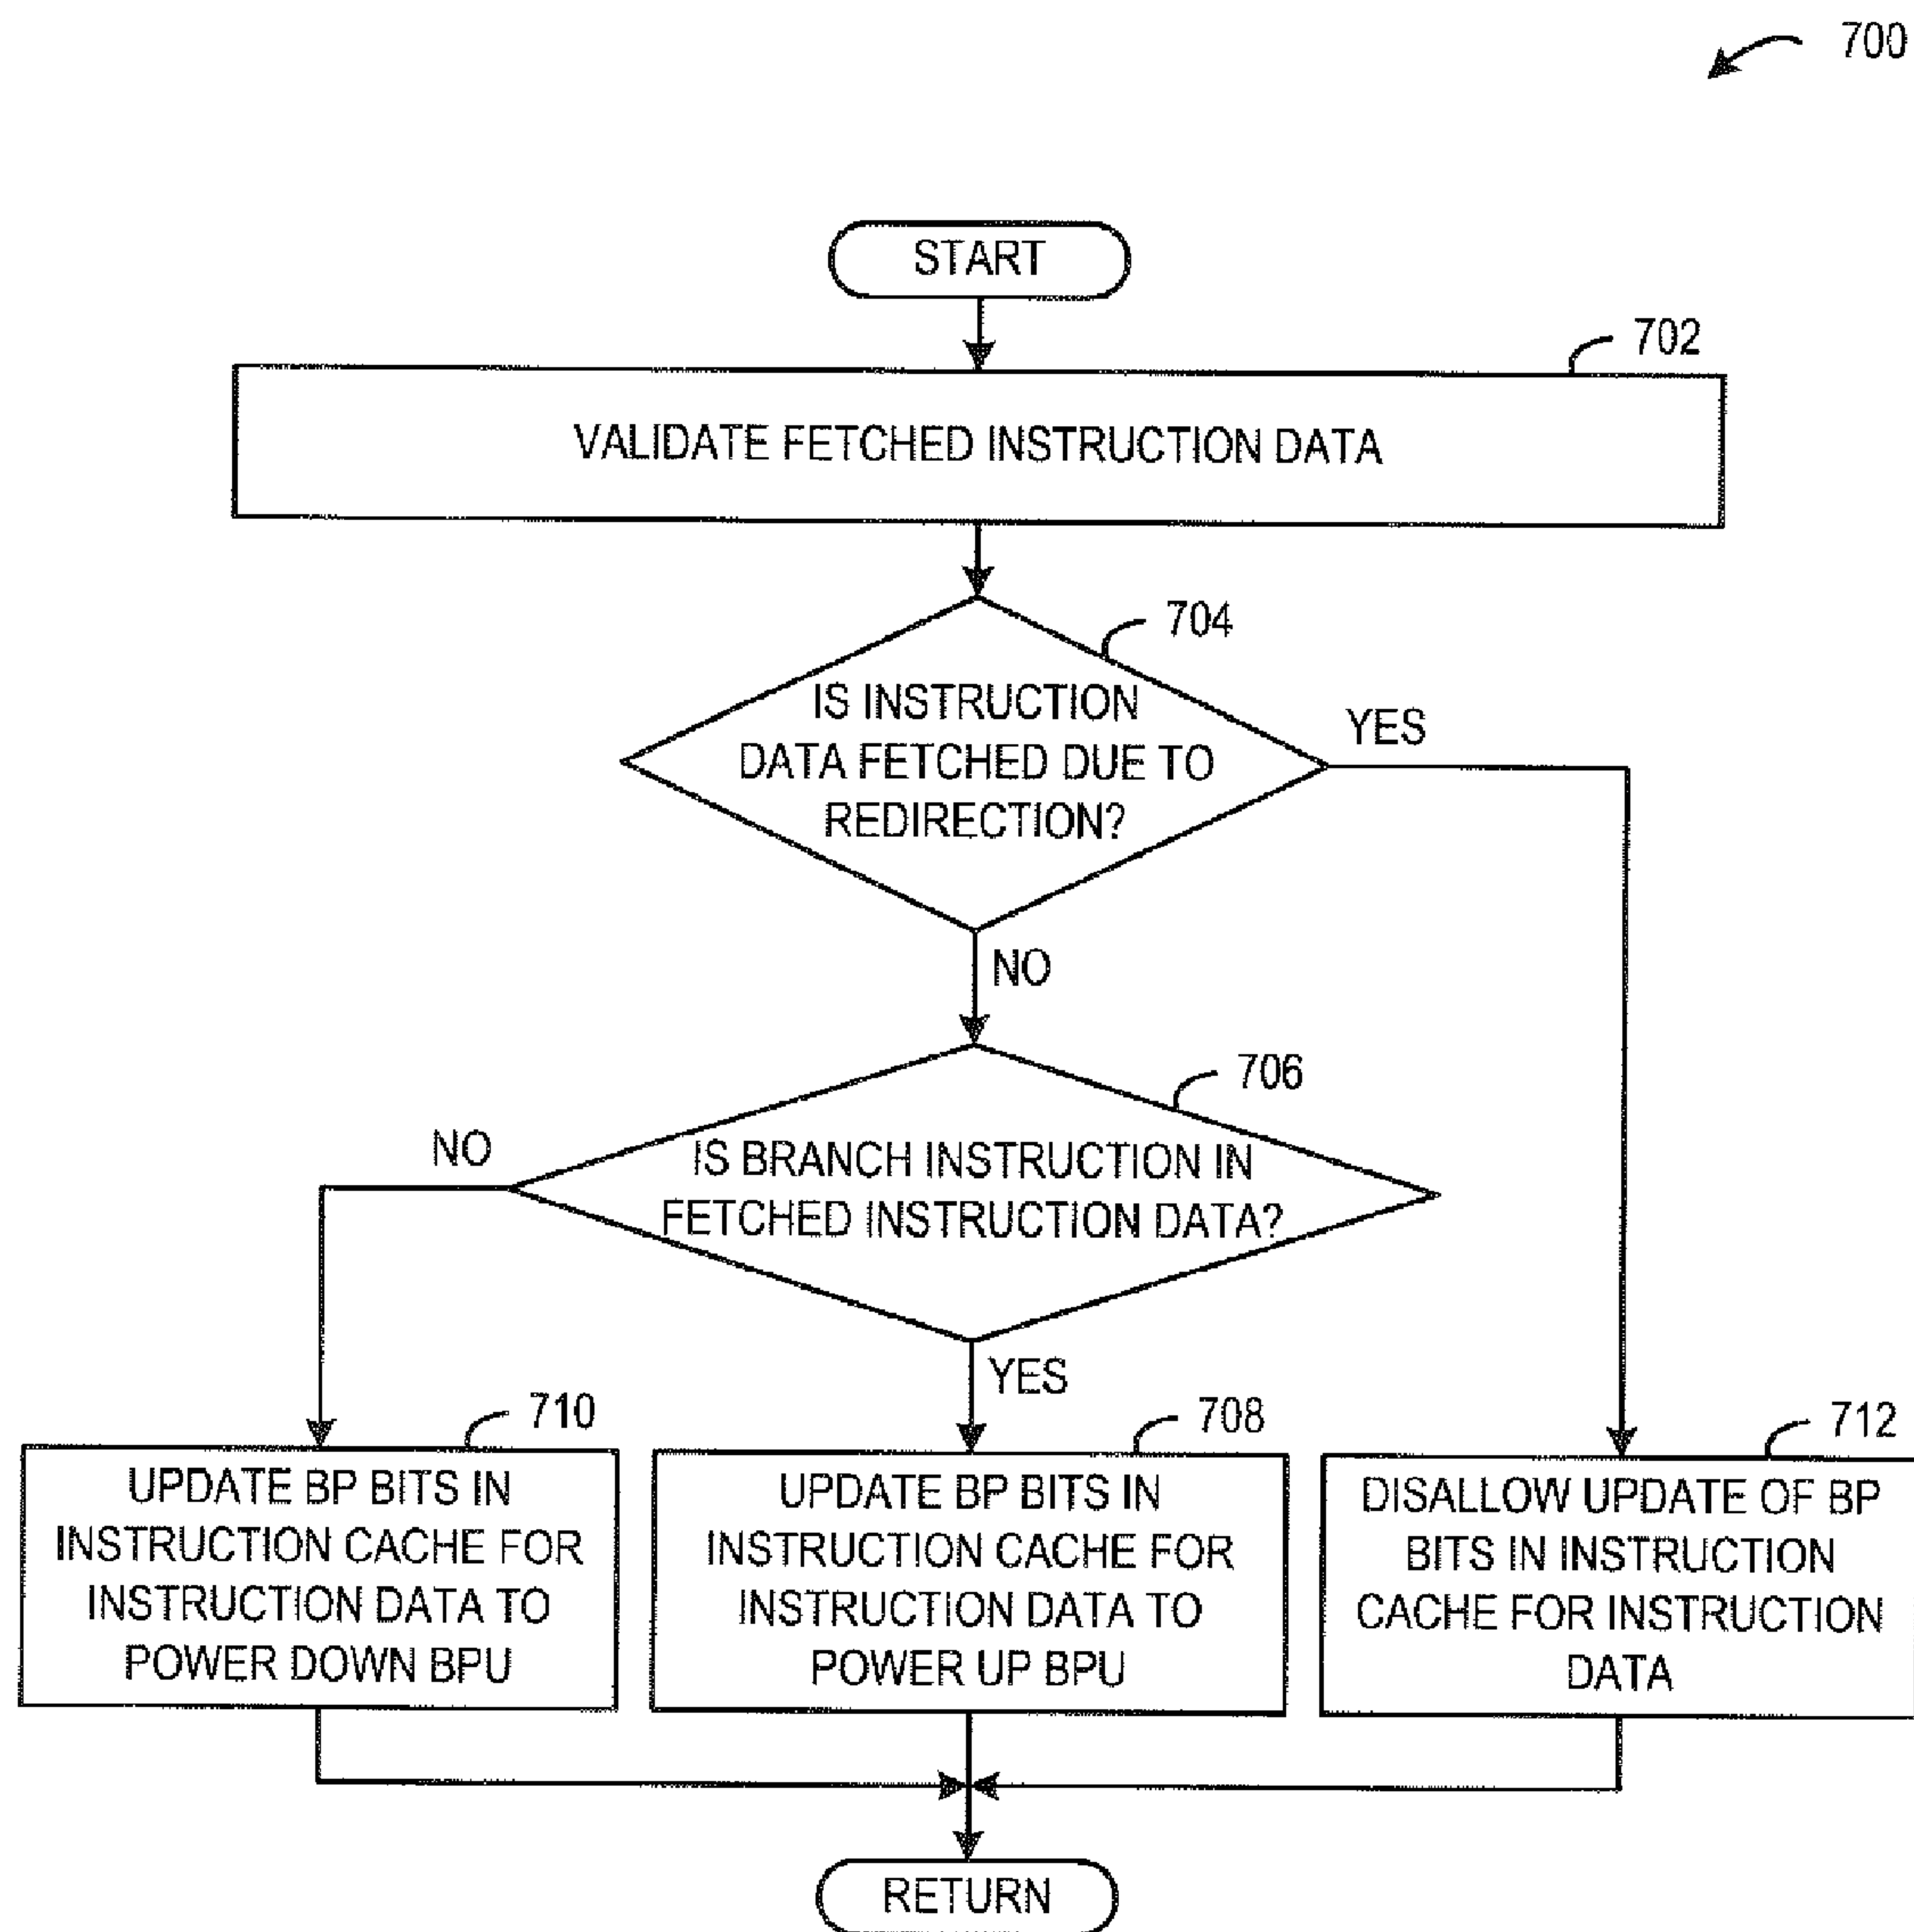 700
START
702
VALIDATE FETCHED INSTRUCTION DATA
704
IS INSTRUCTION
DATA FETCHED DUE TO
REDIRECTION?
YES
NO
706
IS BRANCH INSTRUCTION IN
FETCHED INSTRUCTION DATA?
NO
YES
710
UPDATE BP BITS IN
INSTRUCTION CACHE FOR
INSTRUCTION DATA TO
POWER DOWN BPU
708
UPDATE BP BITS IN
INSTRUCTION CACHE FOR
INSTRUCTION DATA TO
POWER UP BPU
712
DISALLOW UPDATE OF BP
BITS IN INSTRUCTION
CACHE FOR INSTRUCTION
DATA
RETURN